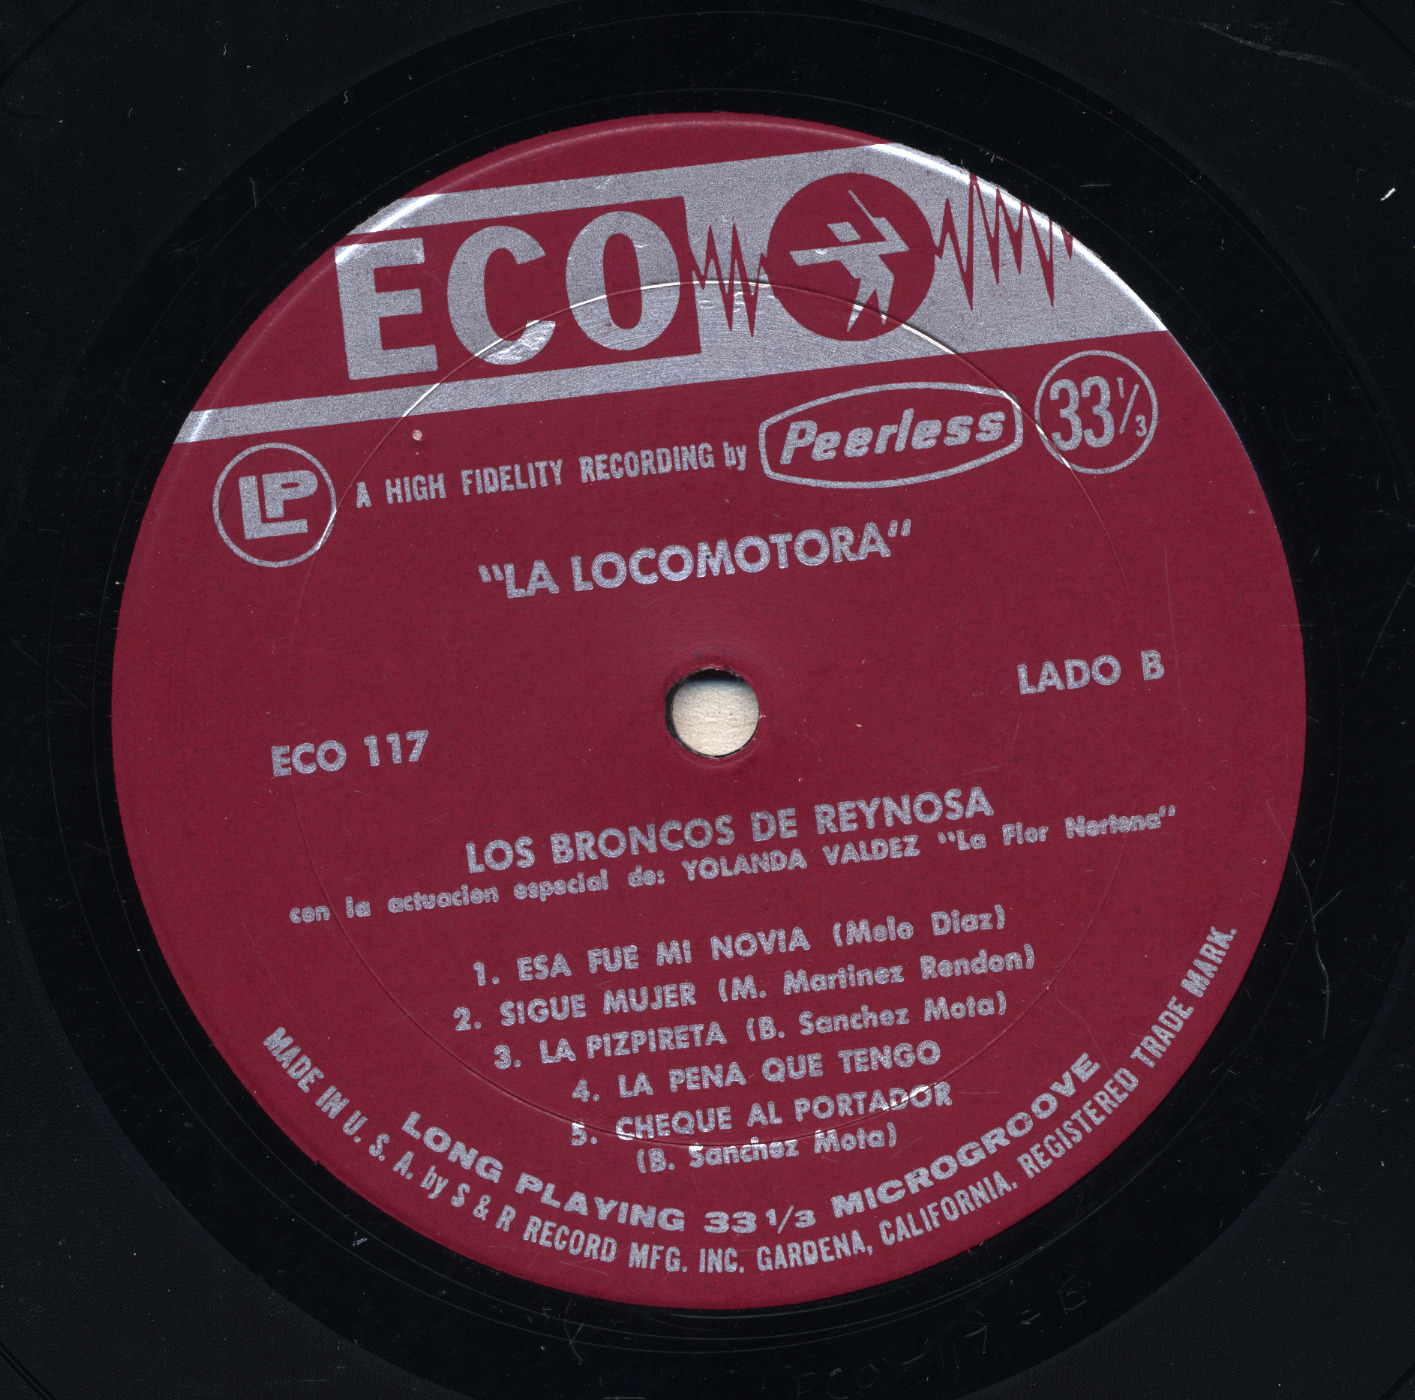 ECO
LP
A HIGH FIDELITY RECORDING by Peerless
33 1/3
"LA LOCOMOTORA"
LADO B
ECO 117
LOS BRONCOS DE REYNOSA
con la actuacion especial de: YOLANDA VALDEZ "La Flor Nortena"
1. ESA FUE MI NOVIA (Melo Diaz)
2. SIGUE MUJER (M. Martinez Rendon)
3. LA PIZPIRETA (B. Sanchez Mota)
4. LA PENA QUE TENGO
5. CHEQUE AL PORTADOR
(B. Sanchez Mota)
LONG PLAYING 33 1/3 MICROGROOVE
MADE IN U. S. A. by S & R RECORD MFG. INC. GARDENA, CALIFORNIA. REGISTERED TRADE MARK.
ECO-117-B